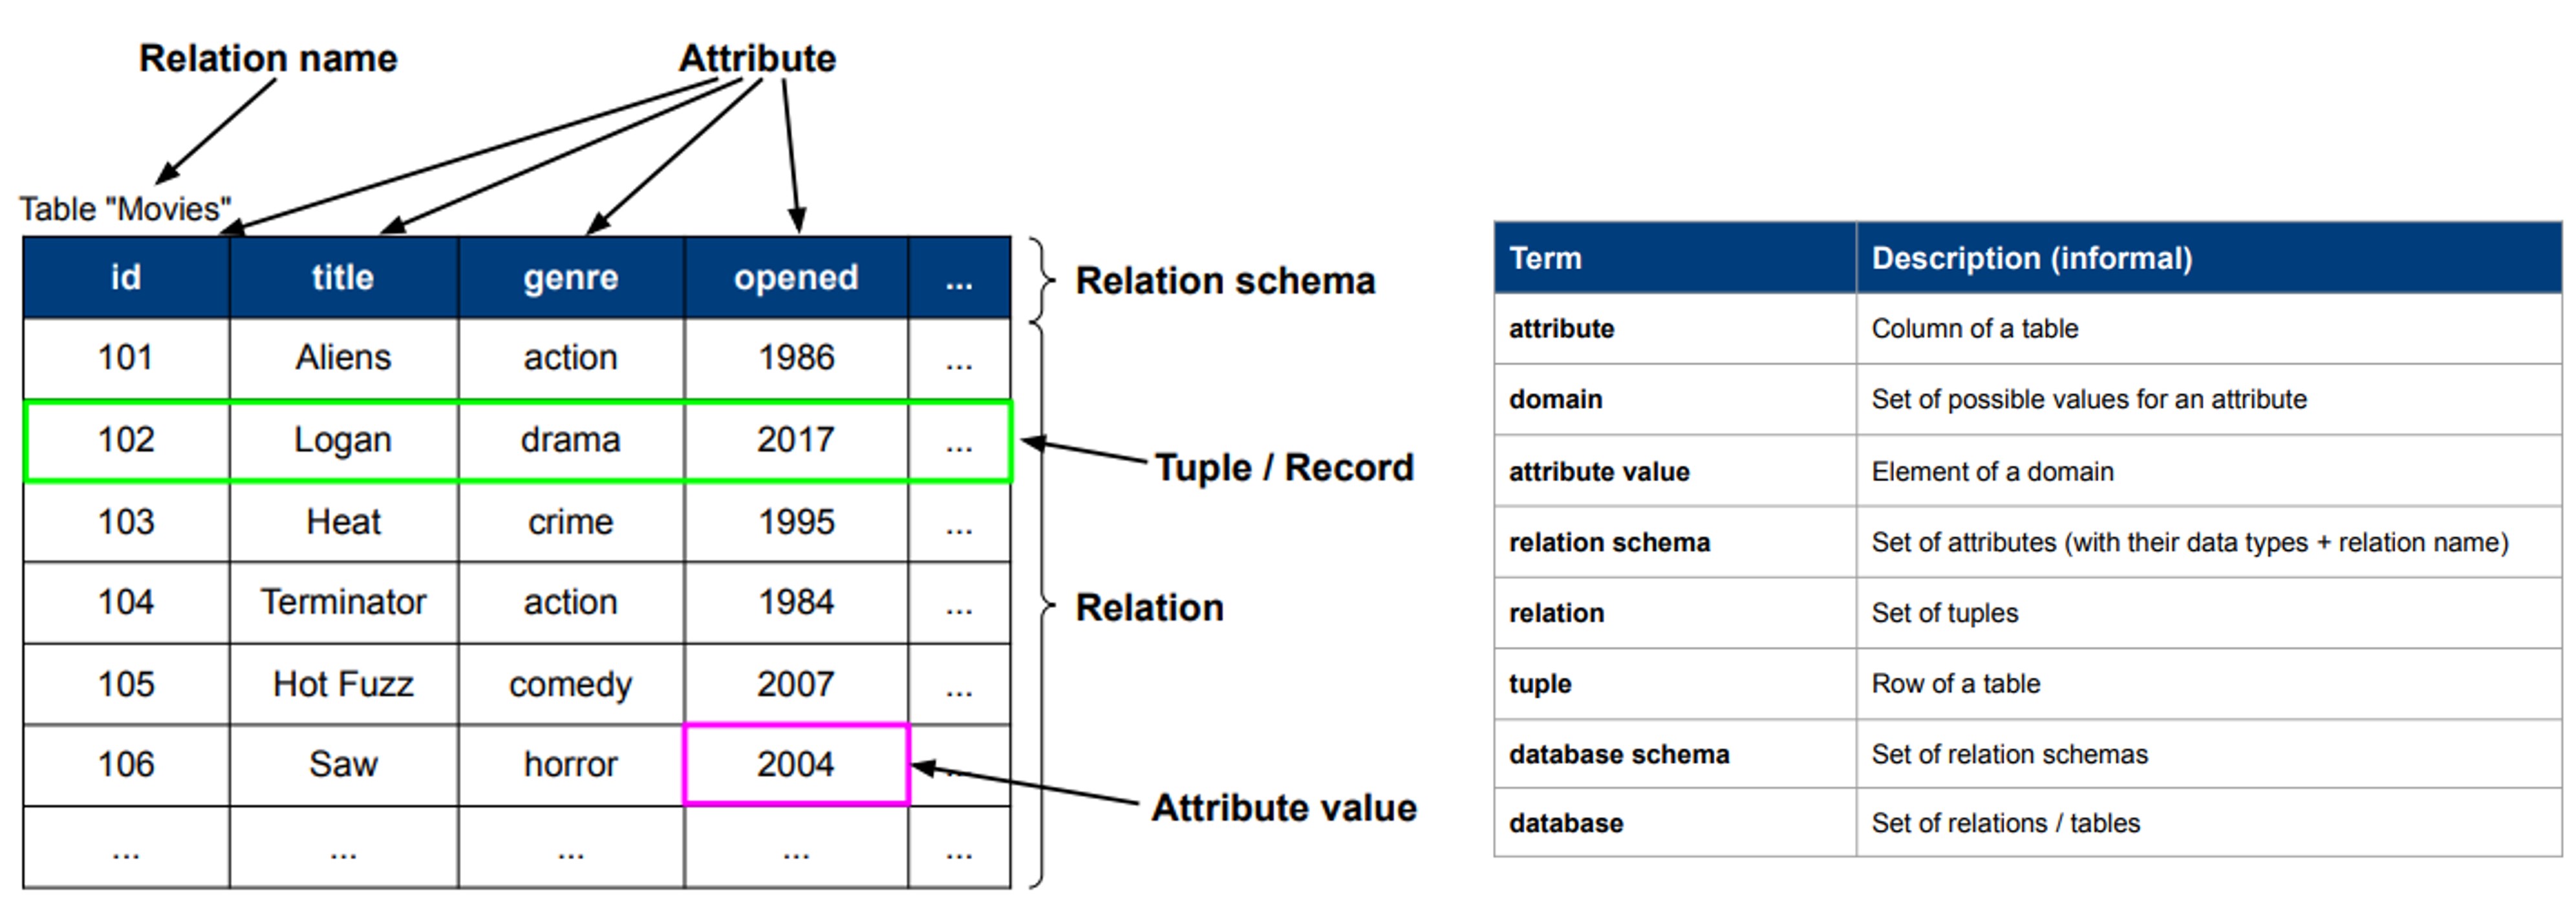 Relation name
Attribute
Table "Movies"
id title genre opened ...
101 Aliens action 1986 ...
102 Logan drama 2017 ...
103 Heat crime 1995 ...
104 Terminator action 1984 ...
105 Hot Fuzz comedy 2007 ...
106 Saw horror 2004 ...
... ... ... ... ...
Relation schema
Tuple / Record
Relation
Attribute value
Term Description (informal)
attribute Column of a table
domain Set of possible values for an attribute
attribute value Element of a domain
relation schema Set of attributes (with their data types + relation name)
relation Set of tuples
tuple Row of a table
database schema Set of relation schemas
database Set of relations / tables